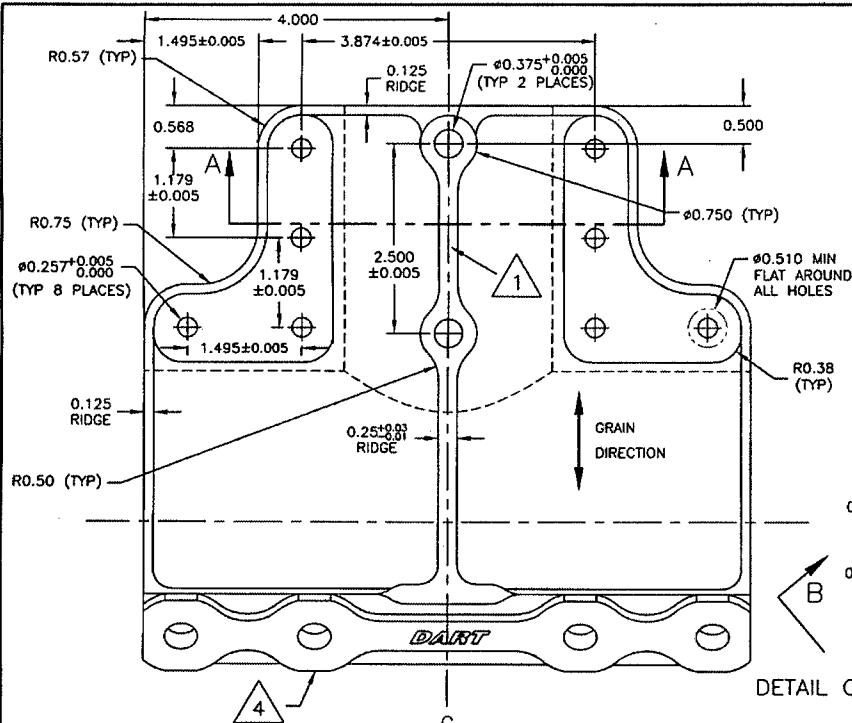 4.000
1.495±0.005
3.874±0.005
R0.57 (TYP)
0.125
RIDGE
ø0.375+0.005
0.000
(TYP 2 PLACES)
0.568
0.500
A
A
1.179
±0.005
R0.75 (TYP)
ø0.750 (TYP)
2.500
±0.005
1
ø0.257+0.005
0.000
(TYP 8 PLACES)
1.179
±0.005
ø0.510 MIN
FLAT AROUND
ALL HOLES
1.495±0.005
R0.38
(TYP)
0.125
RIDGE
0.25+0.03
-0.01
RIDGE
GRAIN
DIRECTION
R0.50 (TYP)
B
DART
DETAIL C
4